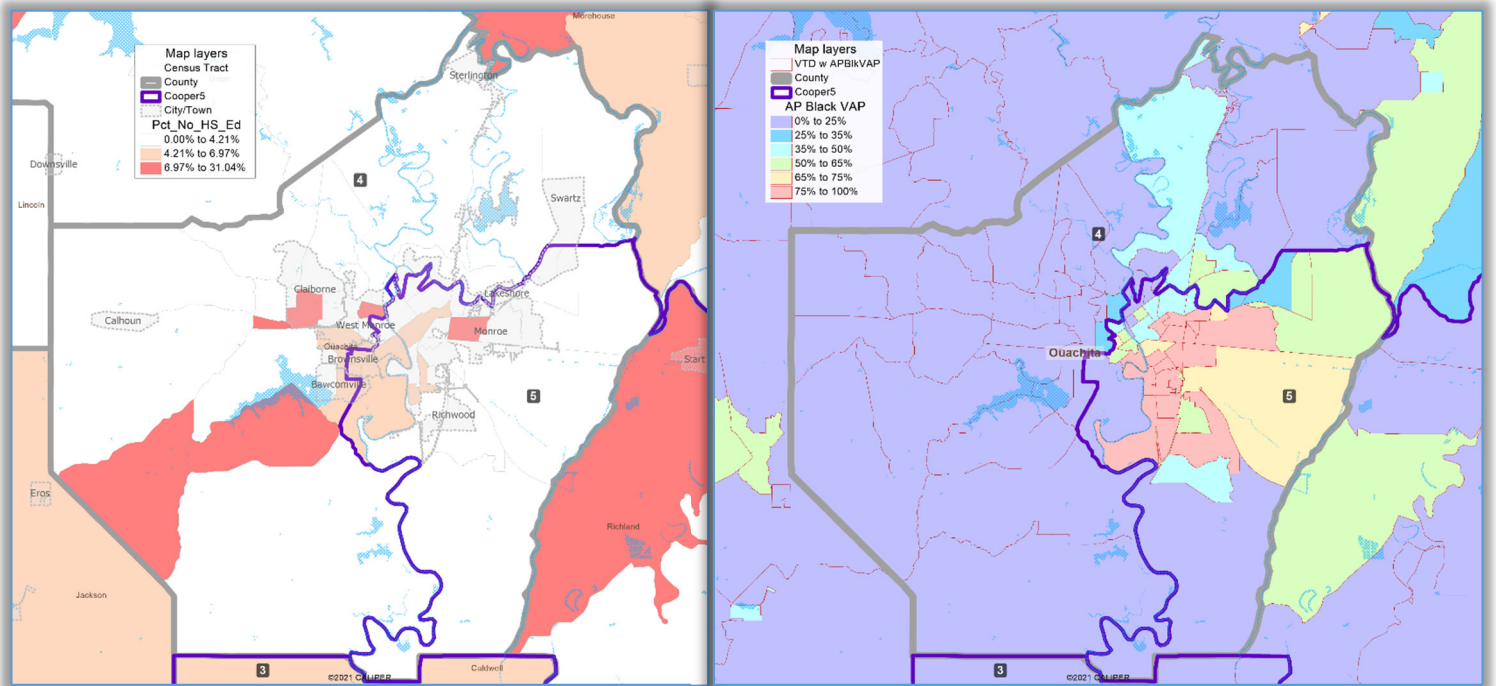 Morehouse
Map layers
Census Tract
County
Cooper5
City/Town
Pct_No_HS_Ed
0.00% to 4.21%
4.21% to 6.97%
6.97% to 31.04%
Sterlington
Downsville
4
Lincoln
Swartz
Claiborne
Lakeshore
Calhoun
West Monroe
Monroe
Ouachita
Brownsville
Start
Bawcomville
5
Richwood
Eros
Richland
Jackson
3
Caldwell
©2021 CALIPER
Map layers
VTD w APBlkVAP
County
Cooper5
AP Black VAP
0% to 25%
25% to 35%
35% to 50%
50% to 65%
65% to 75%
75% to 100%
4
Ouachita
5
3
©2021 CALIPER